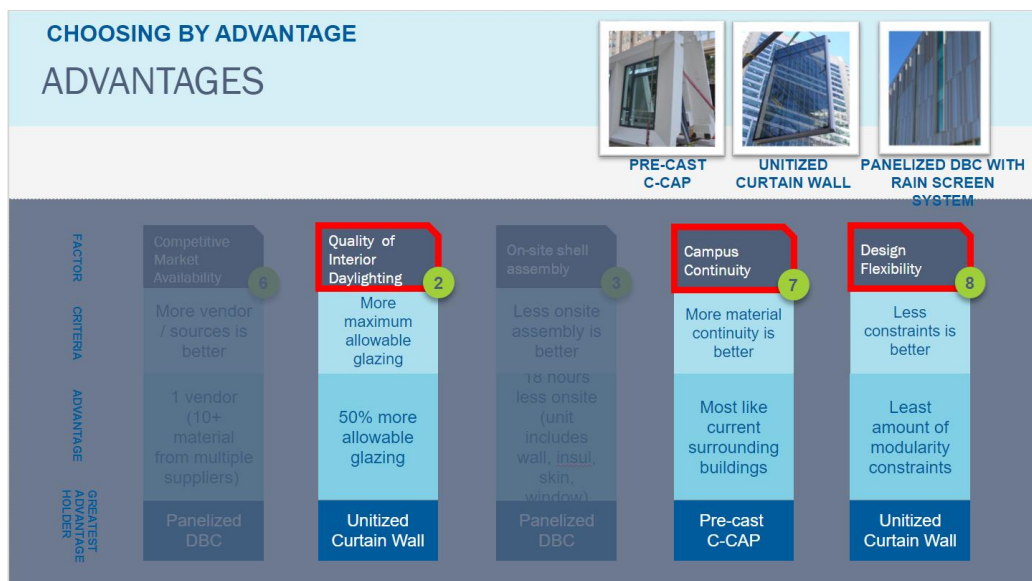 CHOOSING BY ADVANTAGE
ADVANTAGES
PRE-CAST
C-CAP
UNITIZED
CURTAIN WALL
PANELIZED DBC WITH
RAIN SCREEN
SYSTEM
FACTOR
Competitive
Market
Availability
6
Quality of
Interior
Daylighting
2
On-site shell
assembly
3
Campus
Continuity
7
Design
Flexibility
8
CRITERIA
More vendor
/ sources is
better
More
maximum
allowable
glazing
Less onsite
assembly is
better
More material
continuity is
better
Less
constraints is
better
ADVANTAGE
1 vendor
(10+
material
from multiple
suppliers)
50% more
allowable
glazing
18 hours
less onsite
(unit
includes
wall, insul,
skin,
window)
Most like
current
surrounding
buildings
Least
amount of
modularity
constraints
GREATEST
ADVANTAGE
HOLDER
Panelized
DBC
Unitized
Curtain Wall
Panelized
DBC
Pre-cast
C-CAP
Unitized
Curtain Wall